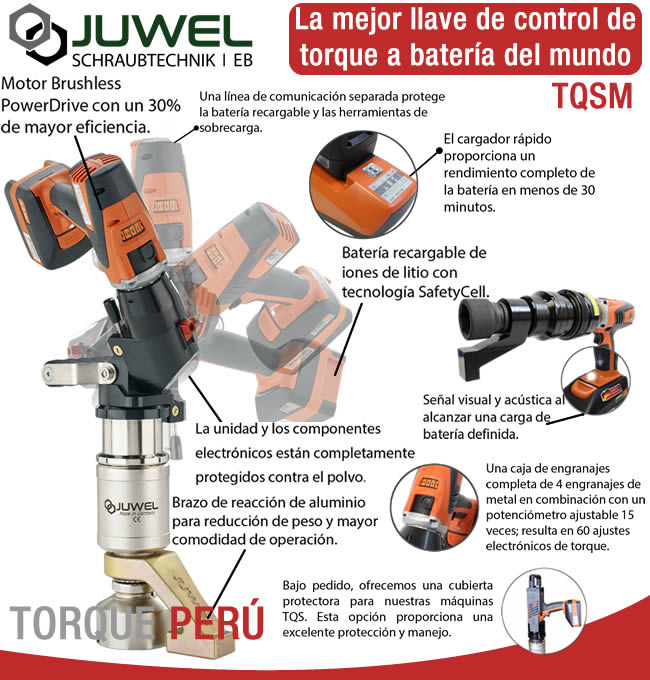 JUWEL
SCHRAUBTECHNIK | EB
La mejor llave de control de
torque a batería del mundo
TQSM
Motor Brushless
PowerDrive con un 30%
de mayor eficiencia.
Una línea de comunicación separada protege
la batería recargable y las herramientas de
sobrecarga.
El cargador rápido
proporciona un
rendimiento completo de
la batería en menos de 30
minutos.
Batería recargable de
iones de litio con
tecnología SafetyCell.
Señal visual y acústica al
alcanzar una carga de
batería definida.
La unidad y los componentes
electrónicos están completamente
protegidos contra el polvo.
Una caja de engranajes
completa de 4 engranajes de
metal en combinación con un
potenciómetro ajustable 15
veces; resulta en 60 ajustes
electrónicos de torque.
JUWEL
Made in Germany
CE
Brazo de reacción de aluminio
para reducción de peso y mayor
comodidad de operación.
JUWEL
Bajo pedido, ofrecemos una cubierta
protectora para nuestras máquinas
TQS. Esta opción proporciona una
excelente protección y manejo.
TORQUE PERÚ